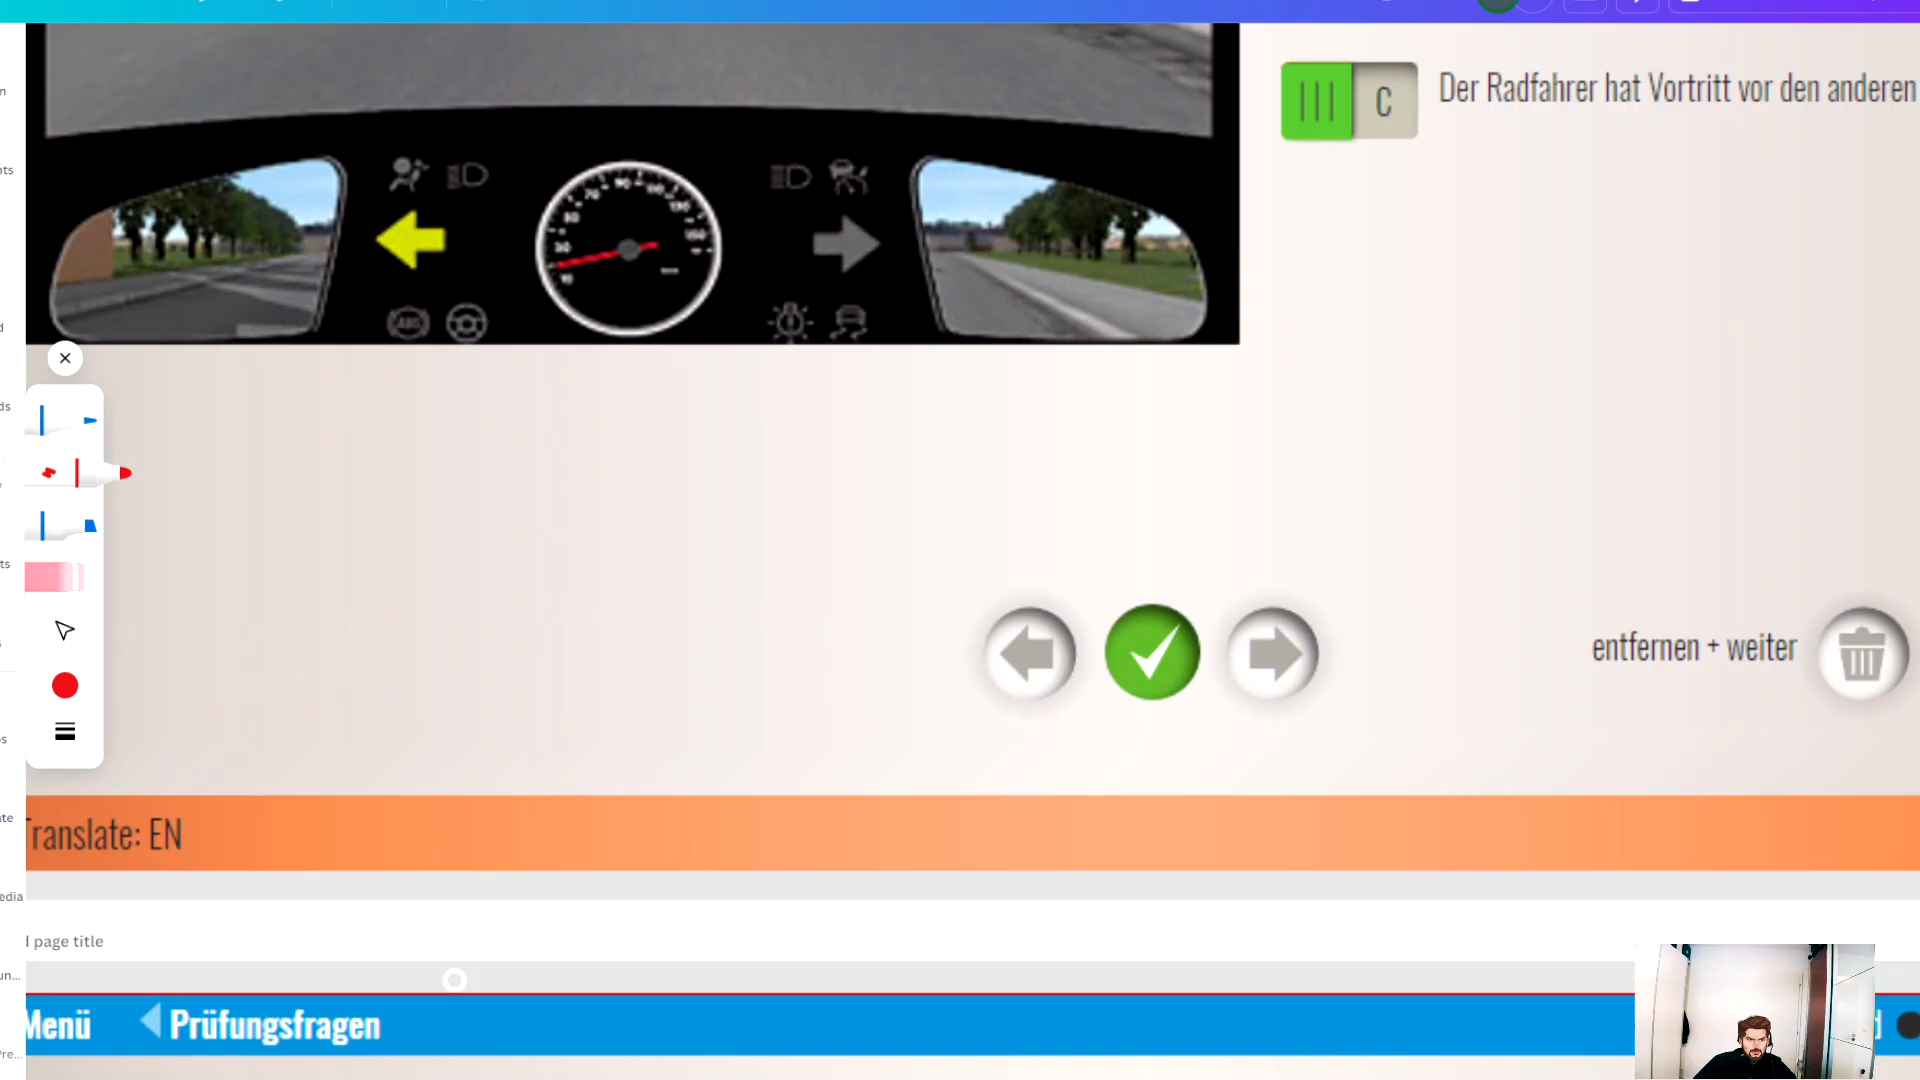 C
Der Radfahrer hat Vortritt vor den anderen
entfernen + weiter
Translate: EN
page title
Menü
Prüfungsfragen